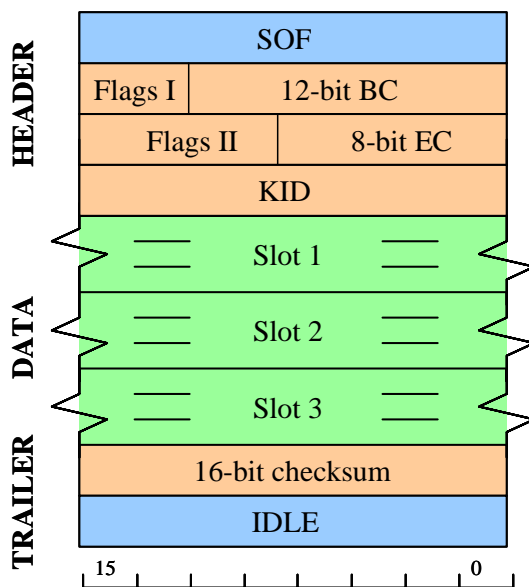 HEADER
SOF
Flags I 12-bit BC
Flags II 8-bit EC
KID
DATA
Slot 1
Slot 2
Slot 3
TRAILER
16-bit checksum
IDLE
15 0